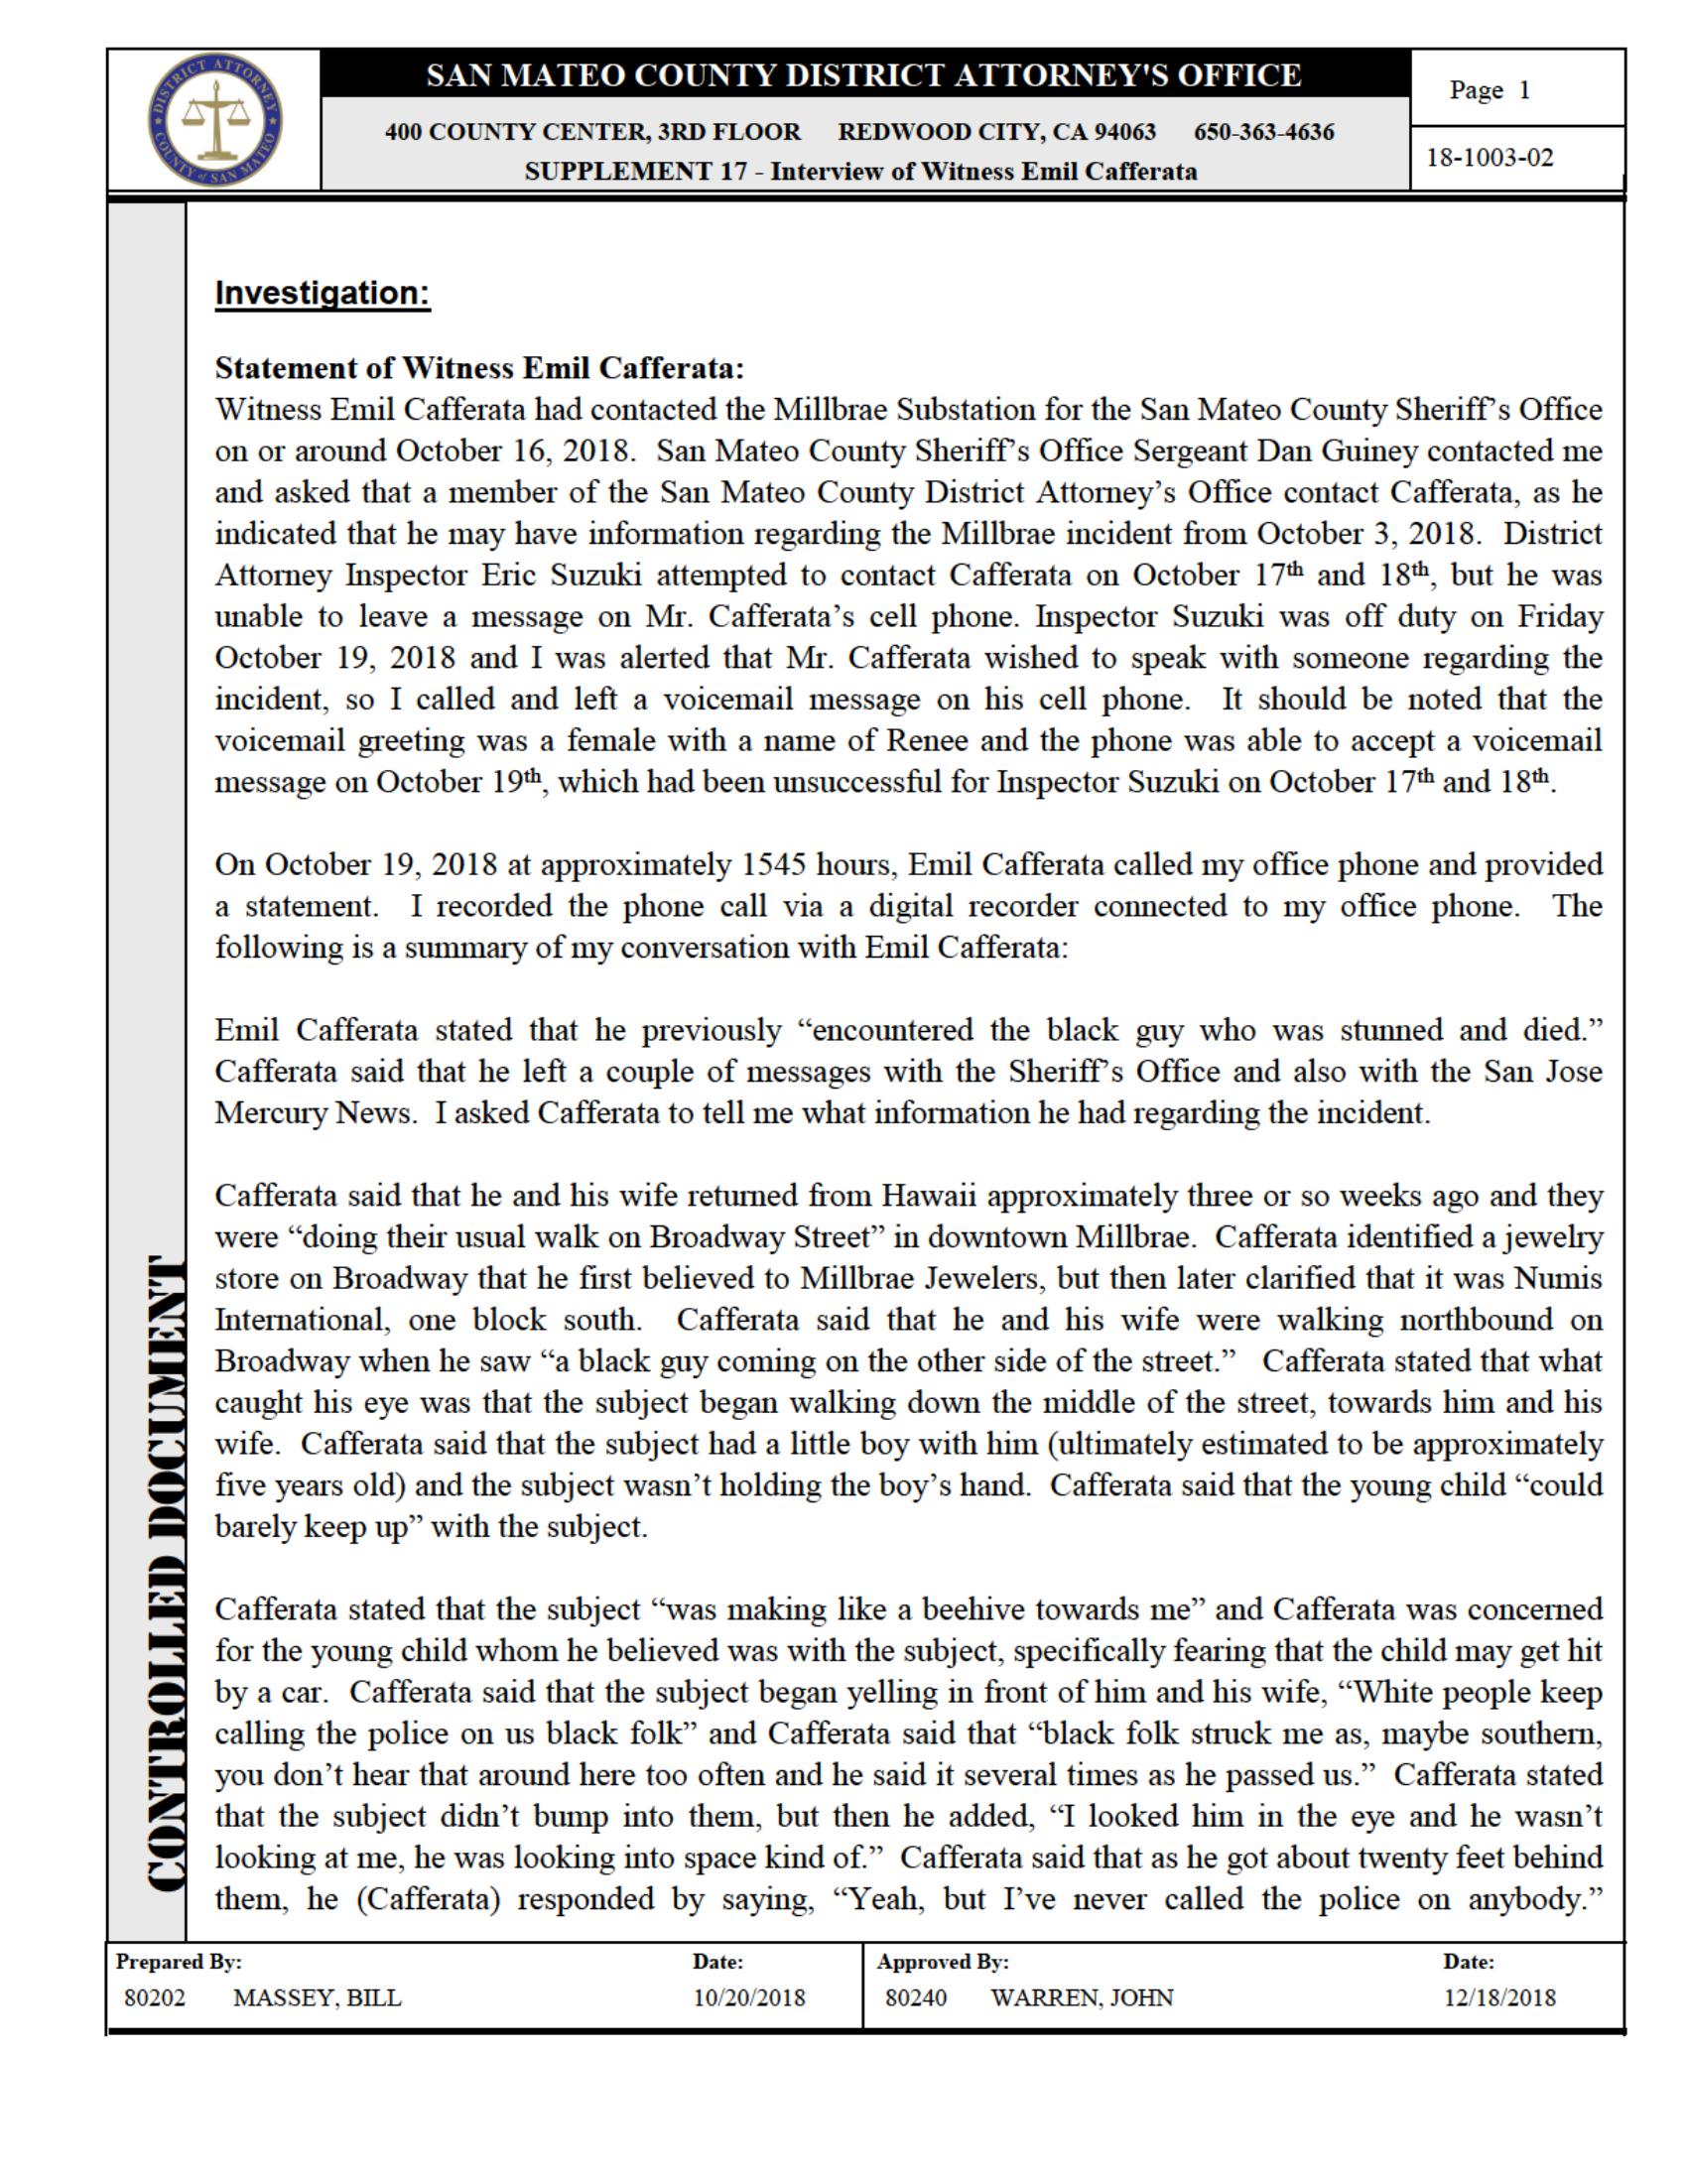 DISTRICT ATTORNEY
COUNTY of SAN MATEO
SAN MATEO COUNTY DISTRICT ATTORNEY'S OFFICE
400 COUNTY CENTER, 3RD FLOOR REDWOOD CITY, CA 94063 650-363-4636
SUPPLEMENT 17 - Interview of Witness Emil Cafferata
Page 1
18-1003-02
Investigation:
Statement of Witness Emil Cafferata:
Witness Emil Cafferata had contacted the Millbrae Substation for the San Mateo County Sheriff's Office
on or around October 16, 2018. San Mateo County Sheriff's Office Sergeant Dan Guiney contacted me
and asked that a member of the San Mateo County District Attorney's Office contact Cafferata, as he
indicated that he may have information regarding the Millbrae incident from October 3, 2018. District
Attorney Inspector Eric Suzuki attempted to contact Cafferata on October 17th and 18th, but he was
unable to leave a message on Mr. Cafferata's cell phone. Inspector Suzuki was off duty on Friday
October 19, 2018 and I was alerted that Mr. Cafferata wished to speak with someone regarding the
incident, so I called and left a voicemail message on his cell phone. It should be noted that the
voicemail greeting was a female with a name of Renee and the phone was able to accept a voicemail
message on October 19th, which had been unsuccessful for Inspector Suzuki on October 17th and 18th.
On October 19, 2018 at approximately 1545 hours, Emil Cafferata called my office phone and provided
a statement. I recorded the phone call via a digital recorder connected to my office phone. The
following is a summary of my conversation with Emil Cafferata:
Emil Cafferata stated that he previously “encountered the black guy who was stunned and died.”
Cafferata said that he left a couple of messages with the Sheriff's Office and also with the San Jose
Mercury News. I asked Cafferata to tell me what information he had regarding the incident.
Cafferata said that he and his wife returned from Hawaii approximately three or so weeks ago and they
were “doing their usual walk on Broadway Street” in downtown Millbrae. Cafferata identified a jewelry
store on Broadway that he first believed to Millbrae Jewelers, but then later clarified that it was Numis
International, one block south. Cafferata said that he and his wife were walking northbound on
Broadway when he saw “a black guy coming on the other side of the street.” Cafferata stated that what
caught his eye was that the subject began walking down the middle of the street, towards him and his
wife. Cafferata said that the subject had a little boy with him (ultimately estimated to be approximately
five years old) and the subject wasn't holding the boy's hand. Cafferata said that the young child “could
barely keep up” with the subject.
Cafferata stated that the subject “was making like a beehive towards me” and Cafferata was concerned
for the young child whom he believed was with the subject, specifically fearing that the child may get hit
by a car. Cafferata said that the subject began yelling in front of him and his wife, “White people keep
calling the police on us black folk” and Cafferata said that “black folk struck me as, maybe southern,
you don't hear that around here too often and he said it several times as he passed us.” Cafferata stated
that the subject didn't bump into them, but then he added, “I looked him in the eye and he wasn't
looking at me, he was looking into space kind of.” Cafferata said that as he got about twenty feet behind
them, he (Cafferata) responded by saying, “Yeah, but I've never called the police on anybody.”
CONTROLLED DOCUMENT
Prepared By: Date: Approved By: Date:
80202 MASSEY, BILL 10/20/2018 80240 WARREN, JOHN 12/18/2018